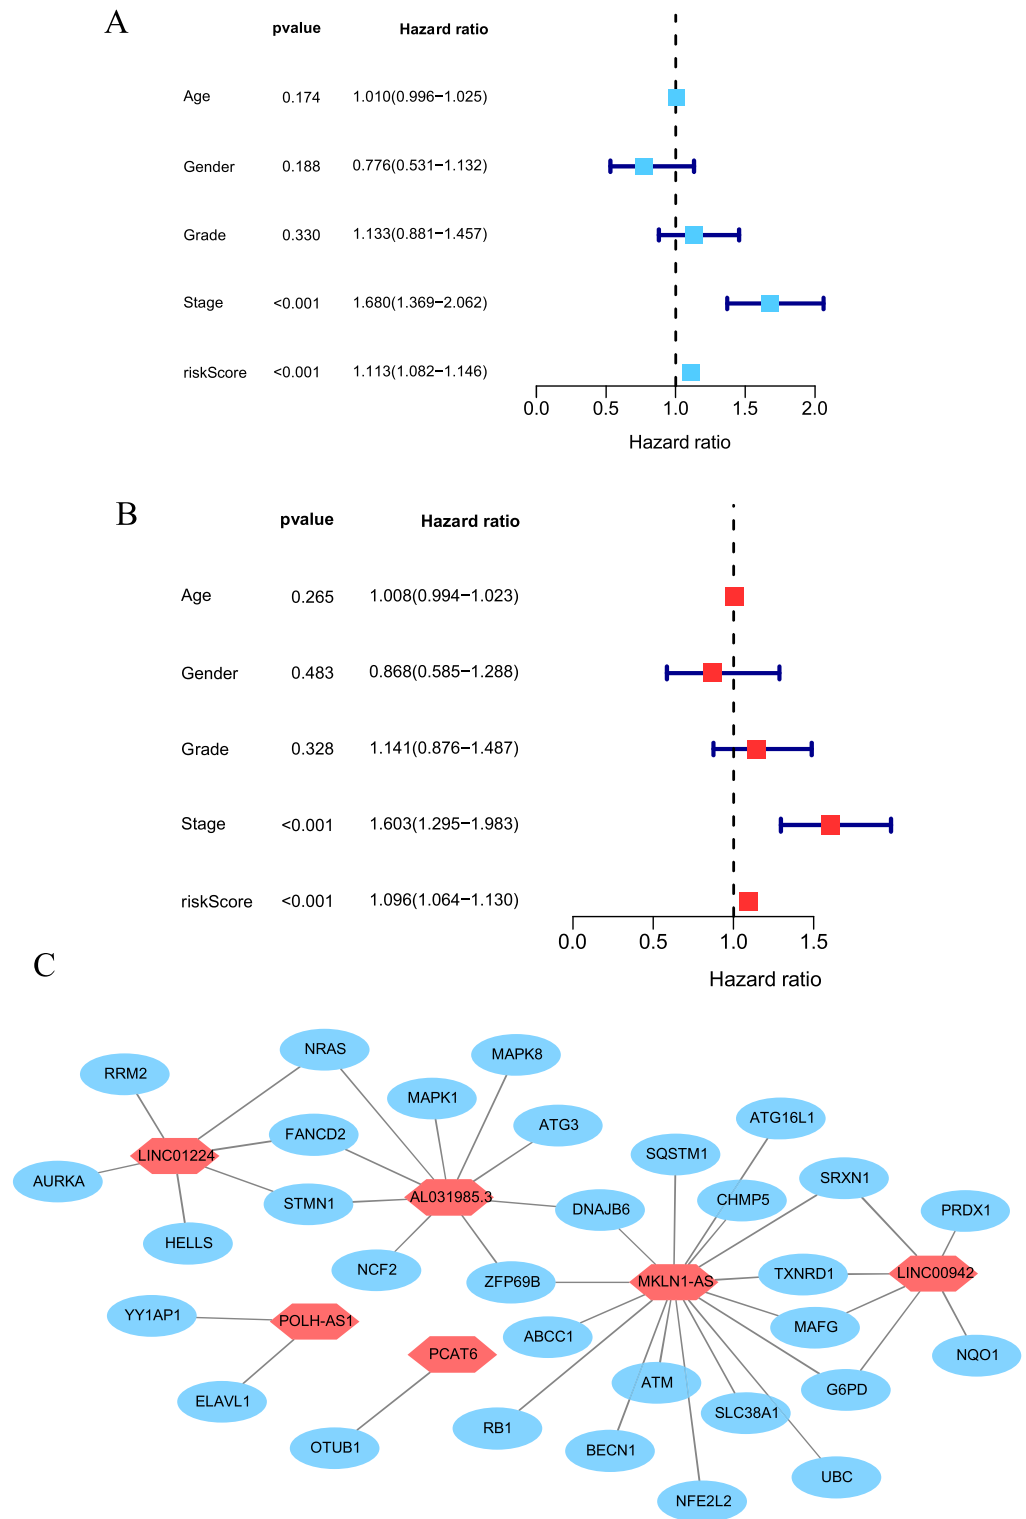 A
pvalue Hazard ratio
Age 0.174 1.010(0.996−1.025)
Gender 0.188 0.776(0.531−1.132)
Grade 0.330 1.133(0.881−1.457)
Stage <0.001 1.680(1.369−2.062)
riskScore <0.001 1.113(1.082−1.146)
0.0 0.5 1.0 1.5 2.0
Hazard ratio
B
pvalue Hazard ratio
Age 0.265 1.008(0.994−1.023)
Gender 0.483 0.868(0.585−1.288)
Grade 0.328 1.141(0.876−1.487)
Stage <0.001 1.603(1.295−1.983)
riskScore <0.001 1.096(1.064−1.130)
0.0 0.5 1.0 1.5
Hazard ratio
C
NRAS
MAPK8
RRM2
MAPK1
ATG16L1
ATG3
FANCD2
LINC01224
SQSTM1
SRXN1
AURKA
AL031985.3
CHMP5
STMN1
DNAJB6
PRDX1
HELLS
NCF2
ZFP69B
MKLN1-AS
TXNRD1
LINC00942
YY1AP1
POLH-AS1
ABCC1
MAFG
PCAT6
NQO1
ATM
G6PD
ELAVL1
SLC38A1
RB1
OTUB1
BECN1
UBC
NFE2L2